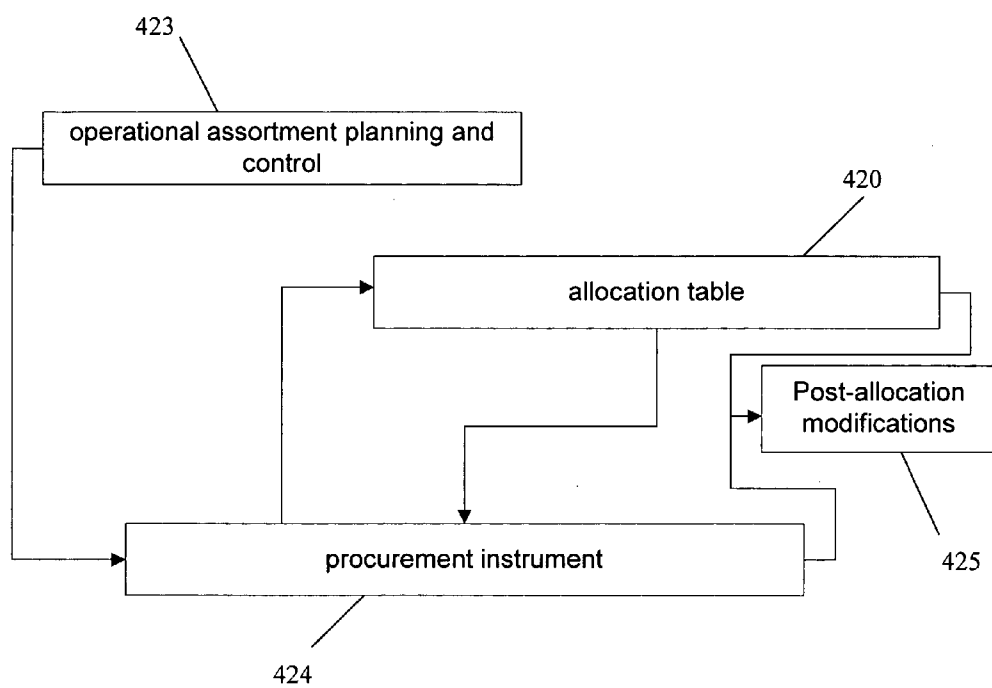 423
operational assortment planning and
control
420
allocation table
Post-allocation
modifications
procurement instrument
425
424